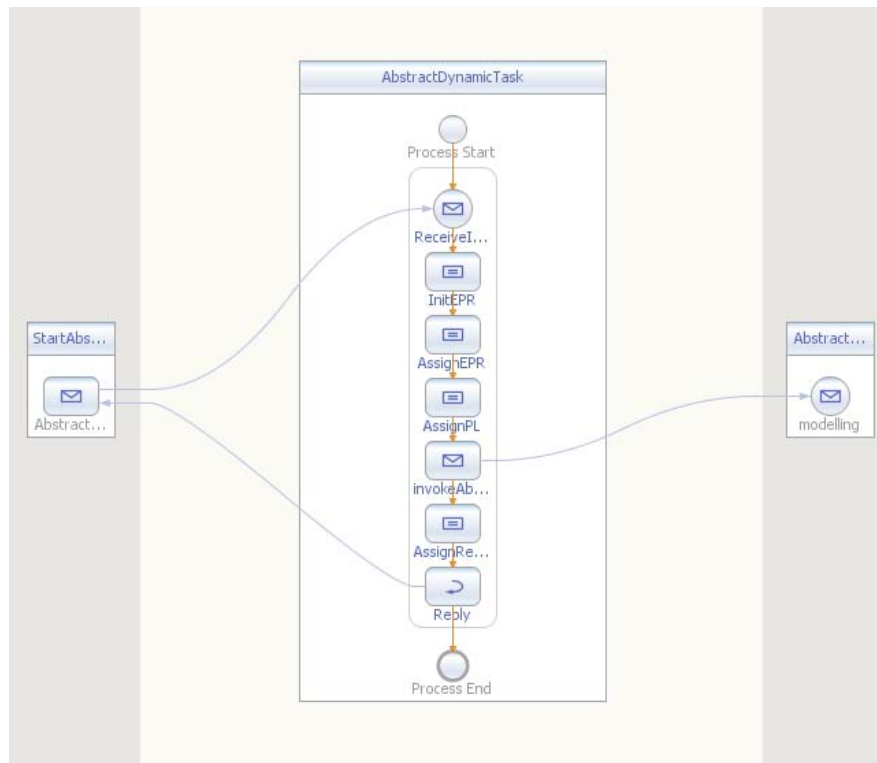 AbstractDynamicTask
Process Start
ReceiveI...
InitEPR
StartAbs...
Abstract...
AssignEPR
Abstract...
AssignPL
modelling
invokeAb...
AssignRe...
Reply
Process End